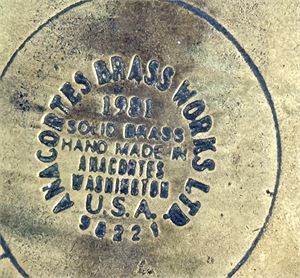 ANACORTES BRASS WORKS LTD.
1981
SOLID BRASS
HAND MADE IN
ANACORTES
WASHINGTON
U.S.A.
98221